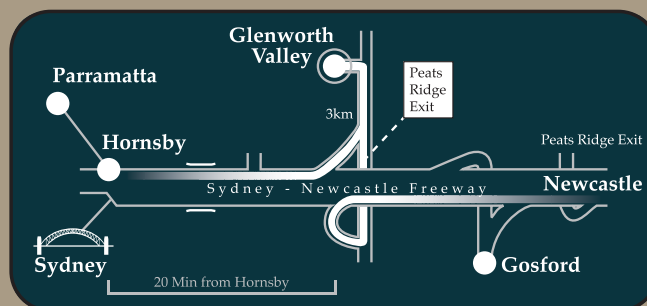 Glenworth
Valley
Parramatta
Peats
Ridge
Exit
3km
Hornsby
Peats Ridge Exit
Sydney - Newcastle Freeway
Newcastle
Sydney
Gosford
20 Min from Hornsby